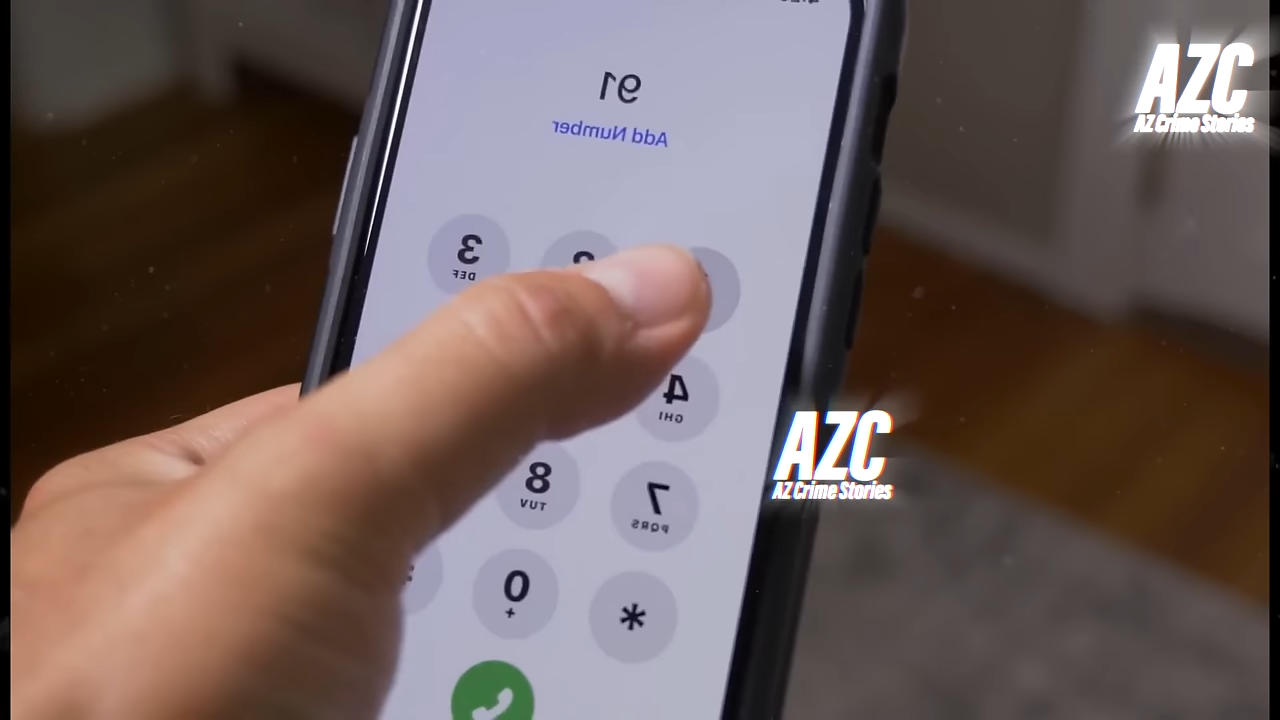 91
Add Number
3
DEF
4
GHI
8
TUV
7
PQRS
0
+
*
AZC
AZ Crime Stories
AZC
AZ Crime Stories